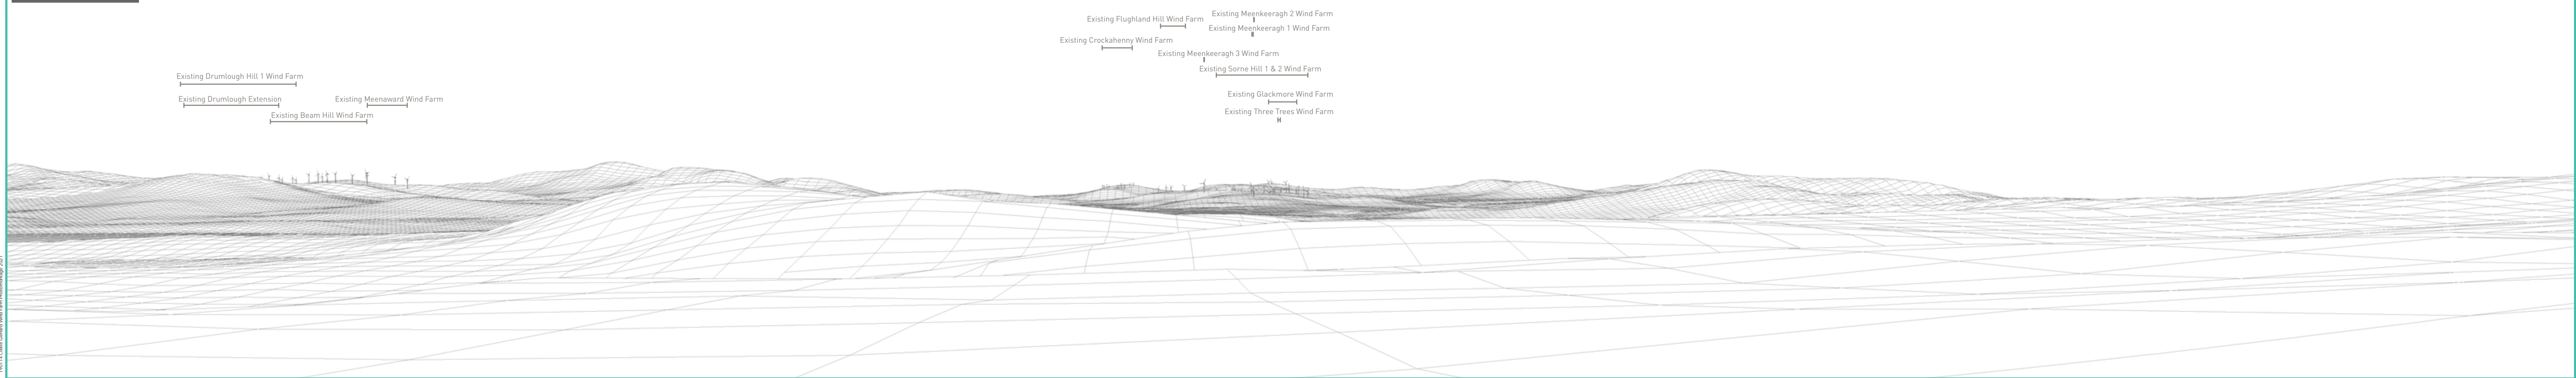 Existing Meenkeeragh 2 Wind Farm
Existing Flughland Hill Wind Farm
Existing Meenkeeragh 1 Wind Farm
Existing Crockahenny Wind Farm
Existing Meenkeeragh 3 Wind Farm
Existing Sorne Hill 1 & 2 Wind Farm
Existing Drumlough Hill 1 Wind Farm
Existing Glackmore Wind Farm
Existing Drumlough Extension
Existing Meenaward Wind Farm
Existing Three Trees Wind Farm
Existing Beam Hill Wind Farm